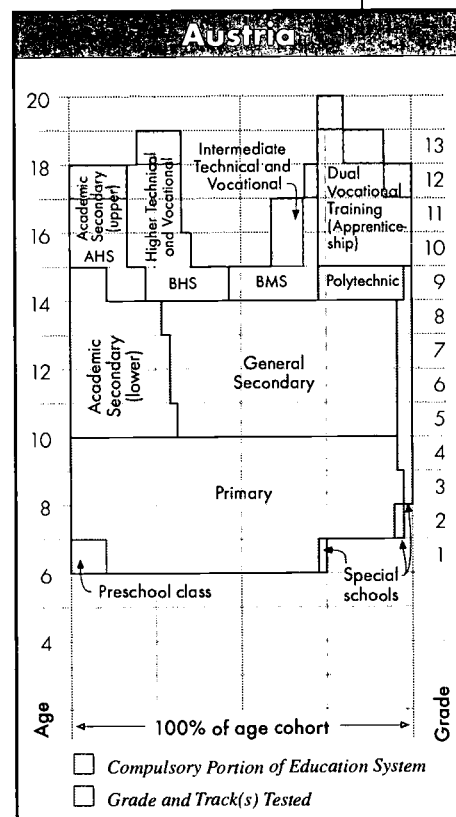 Austria
20
18
16
14
12
10
8
6
4
Age
13
12
11
10
9
8
7
6
5
4
3
2
1
Grade
Academic
Secondary
(upper)
AHS
Higher Technical
and Vocational
BHS
Intermediate
Technical and
Vocational
BMS
Dual
Vocational
Training
(Apprentice-
ship)
Polytechnic
Academic
Secondary
(lower)
General
Secondary
Primary
Preschool class
Special
schools
100% of age cohort
Compulsory Portion of Education System
Grade and Track(s) Tested